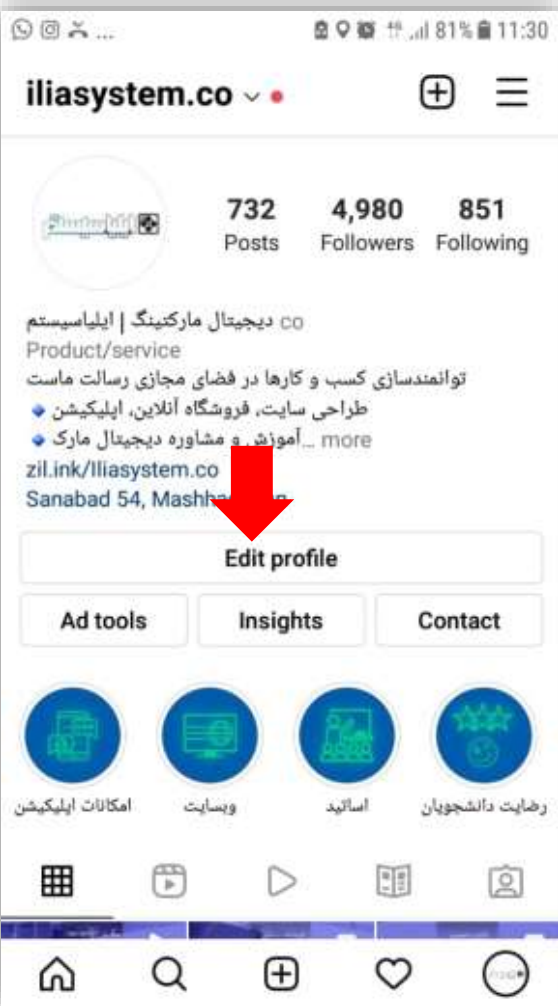 ... 81% 11:30
iliasystem.co
732 4,980 851
Posts Followers Following
دیجیتال مارکتینگ | ایلیاسیستم co
Product/service
توانمندسازی کسب و کارها در فضای مجازی رسالت ماست
طراحی سایت، فروشگاه آنلاین، اپلیکیشن
آموزش و مشاوره دیجیتال مارک... more
zil.ink/Iliasystem.co
Sanabad 54,
Edit profile
Ad tools Insights Contact
امکانات اپلیکیشن وبسایت اساتید رضایت دانشجویان